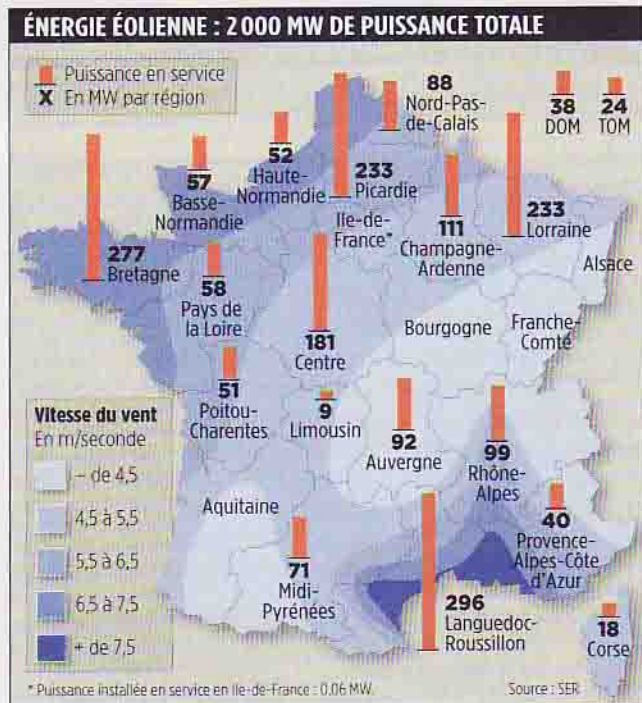 ÉNERGIE ÉOLIENNE : 2 000 MW DE PUISSANCE TOTALE
Puissance en service
X En MW par région
88
Nord-Pas-
de-Calais
38
DOM
24
TOM
52
Haute-
Normandie
57
Basse-
Normandie
233
Picardie
Ile-de-
France*
111
Champagne-
Ardenne
233
Lorraine
Alsace
277
Bretagne
58
Pays de
la Loire
181
Centre
Bourgogne
Franche-
Comté
51
Poitou-
Charentes
9
Limousin
92
Auvergne
99
Rhône-
Alpes
Vitesse du vent
En m/seconde
- de 4,5
4,5 à 5,5
5,5 à 6,5
6,5 à 7,5
+ de 7,5
Aquitaine
71
Midi-
Pyrénées
296
Languedoc-
Roussillon
40
Provence-
Alpes-Côte
d'Azur
18
Corse
* Puissance installée en service en Ile-de-France : 0,06 MW.
Source : SER